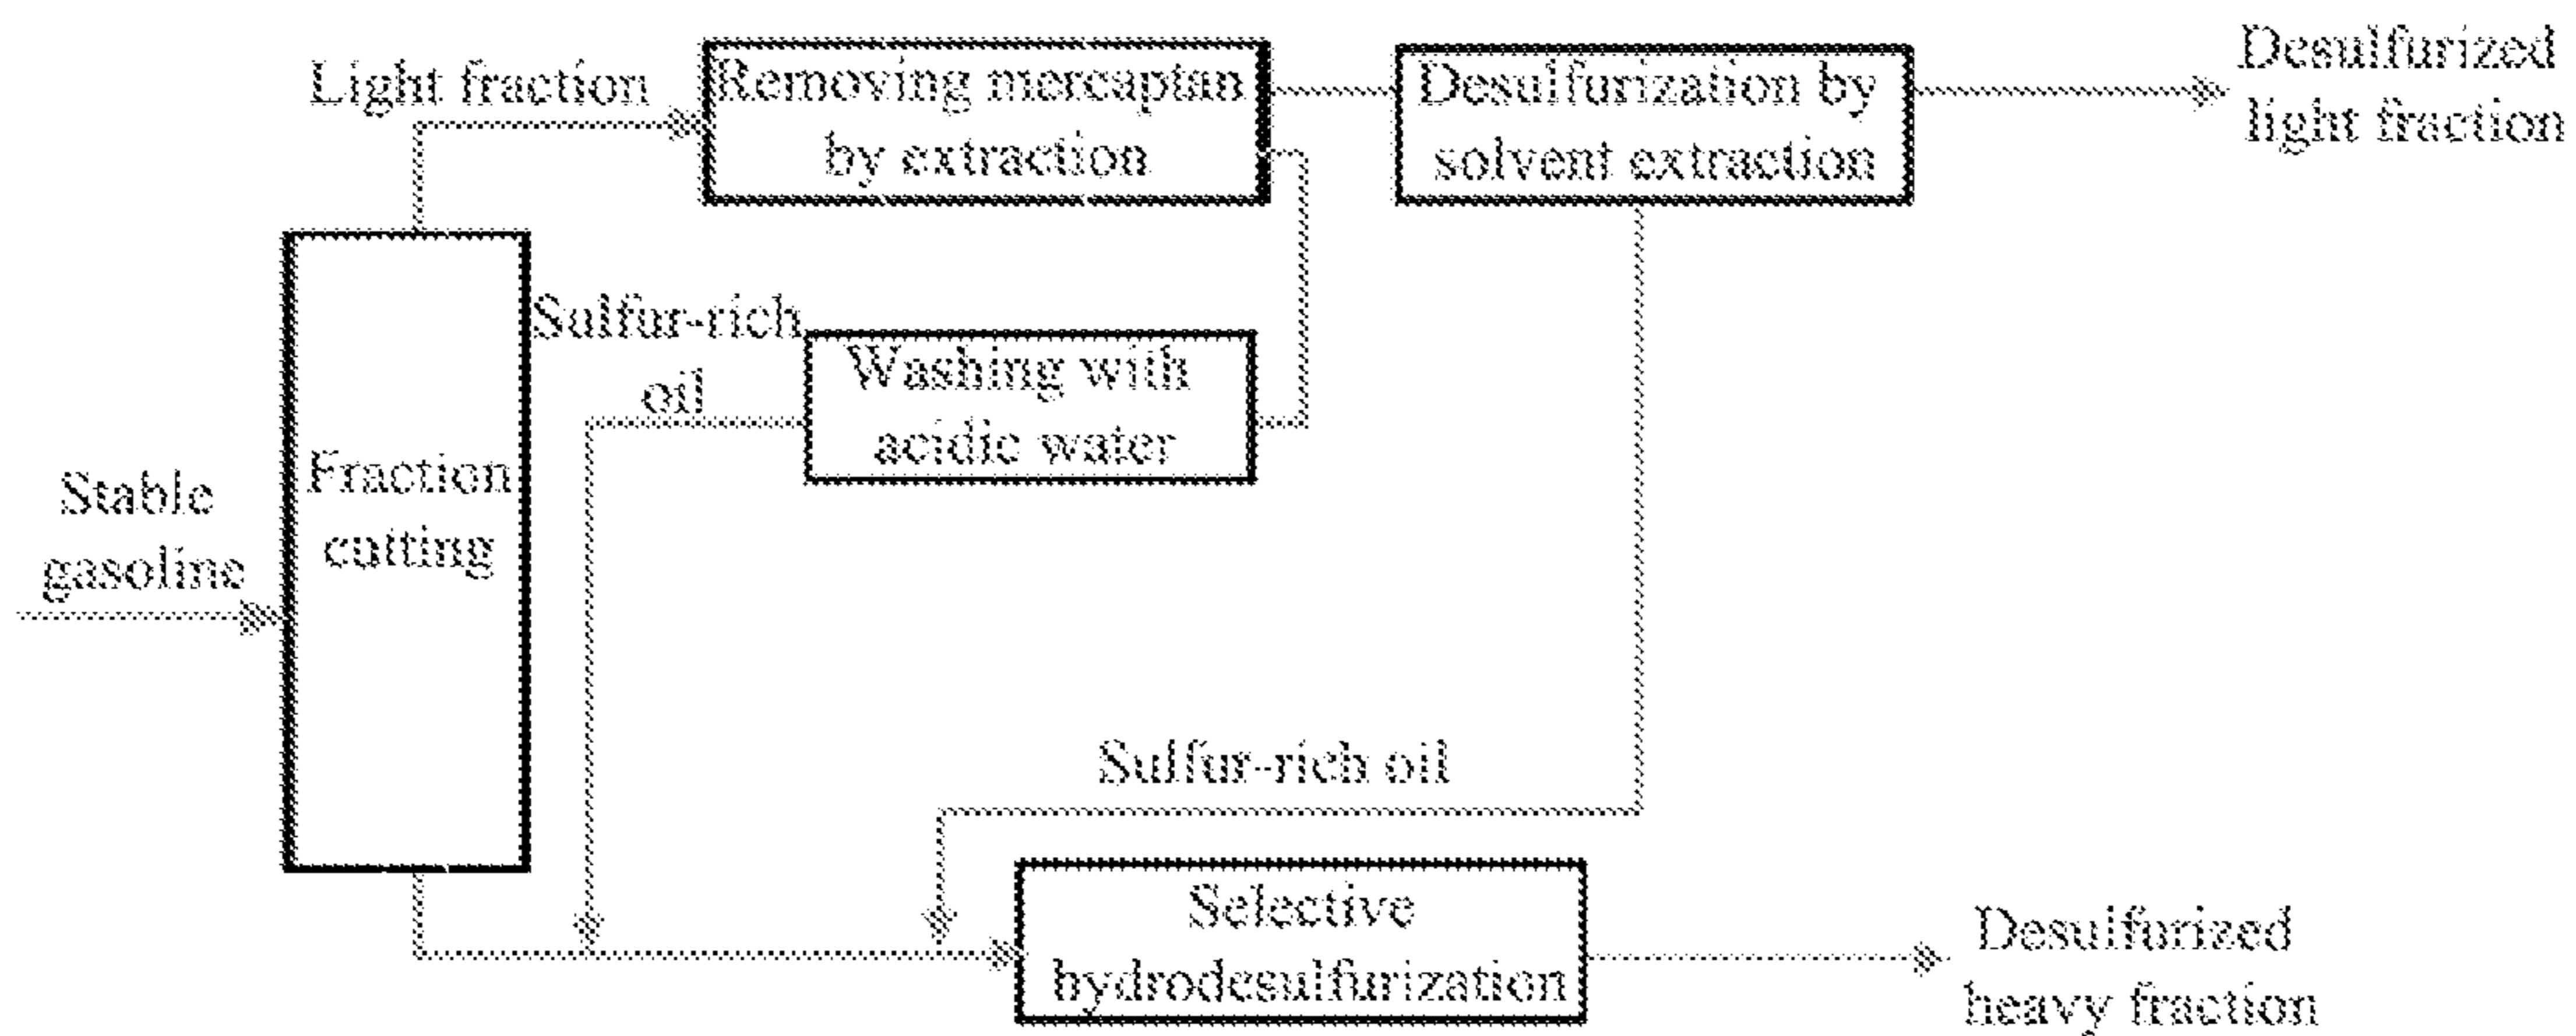 Light fraction
Removing mercaptan
by extraction
Desulfurization by
solvent extraction
Desulfurized
light fraction
Sulfur-rich
oil
Washing with
acidic water
Stable
gasoline
Fraction
cutting
Sulfur-rich oil
Selective
hydrodesulfurization
Desulfurized
heavy fraction